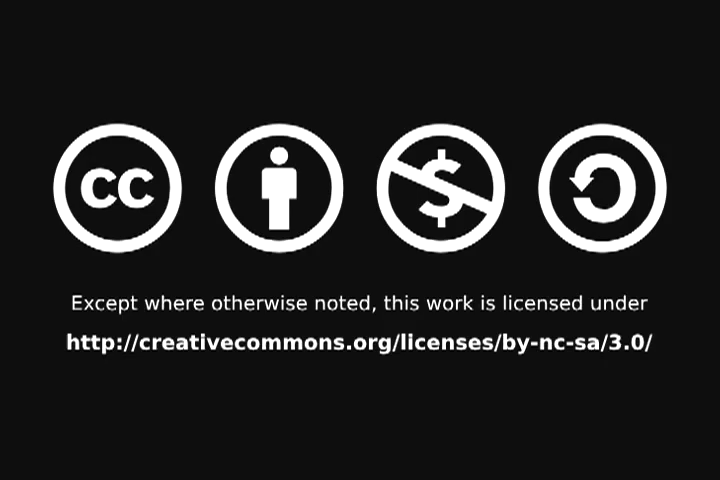 cc
$
Except where otherwise noted, this work is licensed under
http://creativecommons.org/licenses/by-nc-sa/3.0/